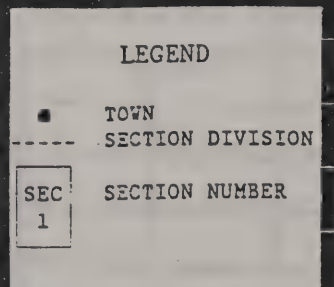 LEGEND
TOWN
SECTION DIVISION
SEC
1
SECTION NUMBER